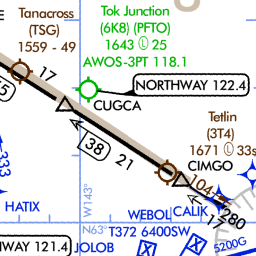 Tanacross
(TSG)
1559 - 49
Tok Junction
(6K8) (PFTO)
1643 25
AWOS-3PT 118.1
NORTHWAY 122.4
17
CUGCA
38
21
Tetlin
(3T4)
1671 33s
CIMGO
104
W143°
333
HATIX
N63°
WEBOL
CALIK
17
280
T372 6400SW
WAY 121.4
JOLOB
5200G